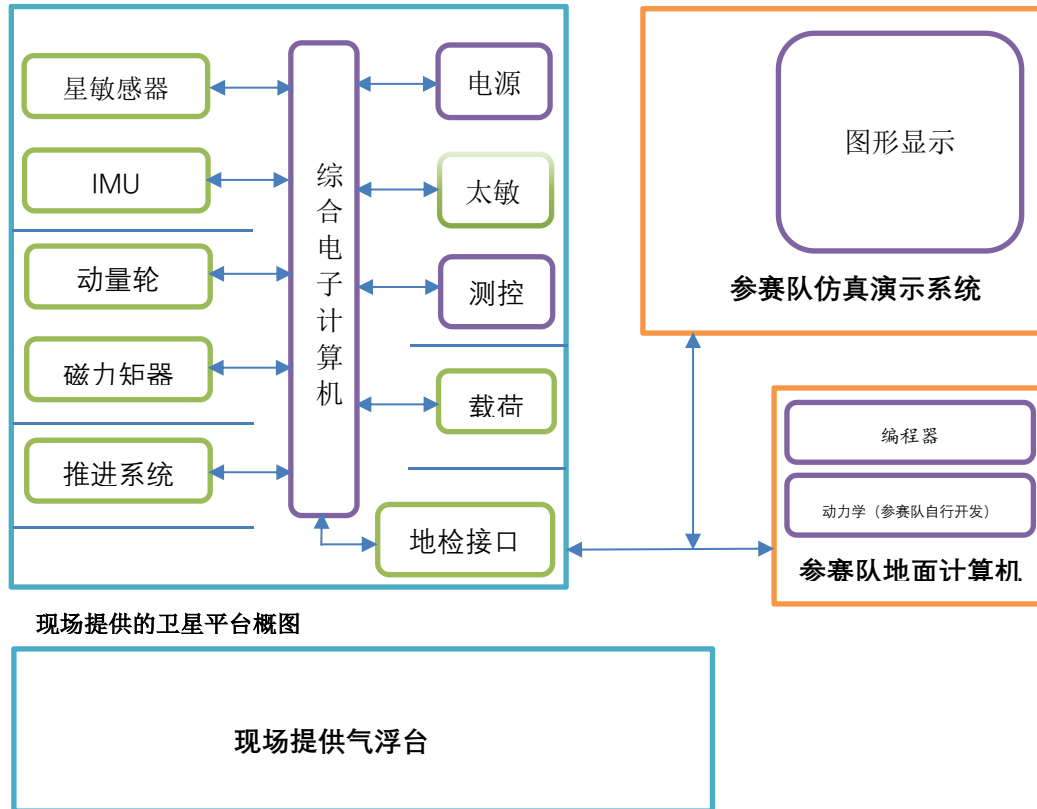 星敏感器
IMU
动量轮
磁力矩器
推进系统
综合电子计算机
电源
太敏
测控
载荷
地检接口
现场提供的卫星平台概图
图形显示
参赛队仿真演示系统
编程器
动力学（参赛队自行开发）
参赛队地面计算机
现场提供气浮台